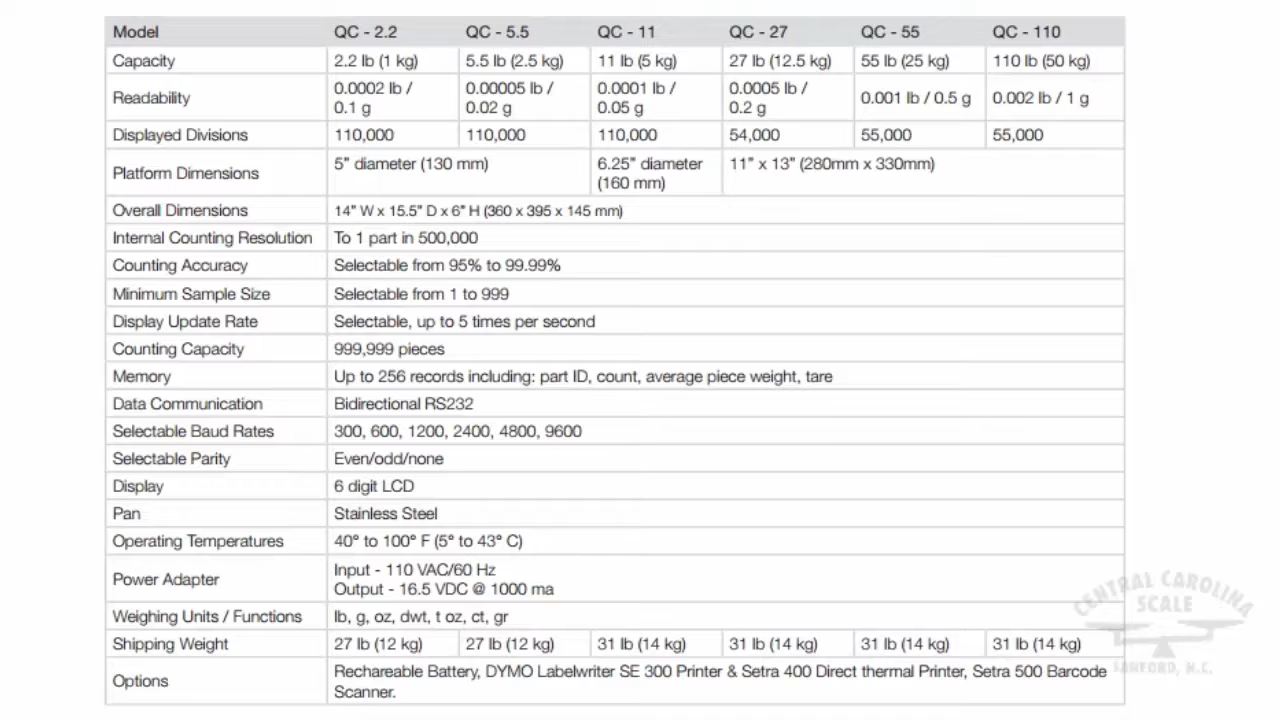 Model QC - 2.2 QC - 5.5 QC - 11 QC - 27 QC - 55 QC - 110
Capacity 2.2 lb (1 kg) 5.5 lb (2.5 kg) 11 lb (5 kg) 27 lb (12.5 kg) 55 lb (25 kg) 110 lb (50 kg)
Readability 0.0002 lb / 0.1 g 0.00005 lb / 0.02 g 0.0001 lb / 0.05 g 0.0005 lb / 0.2 g 0.001 lb / 0.5 g 0.002 lb / 1 g
Displayed Divisions 110,000 110,000 110,000 54,000 55,000 55,000
Platform Dimensions 5" diameter (130 mm) 6.25" diameter (160 mm) 11" x 13" (280mm x 330mm)
Overall Dimensions 14" W x 15.5" D x 6" H (360 x 395 x 145 mm)
Internal Counting Resolution To 1 part in 500,000
Counting Accuracy Selectable from 95% to 99.99%
Minimum Sample Size Selectable from 1 to 999
Display Update Rate Selectable, up to 5 times per second
Counting Capacity 999,999 pieces
Memory Up to 256 records including: part ID, count, average piece weight, tare
Data Communication Bidirectional RS232
Selectable Baud Rates 300, 600, 1200, 2400, 4800, 9600
Selectable Parity Even/odd/none
Display 6 digit LCD
Pan Stainless Steel
Operating Temperatures 40° to 100° F (5° to 43° C)
Power Adapter Input - 110 VAC/60 Hz
Output - 16.5 VDC @ 1000 ma
Weighing Units / Functions lb, g, oz, dwt, t oz, ct, gr
Shipping Weight 27 lb (12 kg) 27 lb (12 kg) 31 lb (14 kg) 31 lb (14 kg) 31 lb (14 kg) 31 lb (14 kg)
Options Rechareable Battery, DYMO Labelwriter SE 300 Printer & Setra 400 Direct thermal Printer, Setra 500 Barcode
Scanner.
CENTRAL CAROLINA
SCALE
SANFORD, N.C.